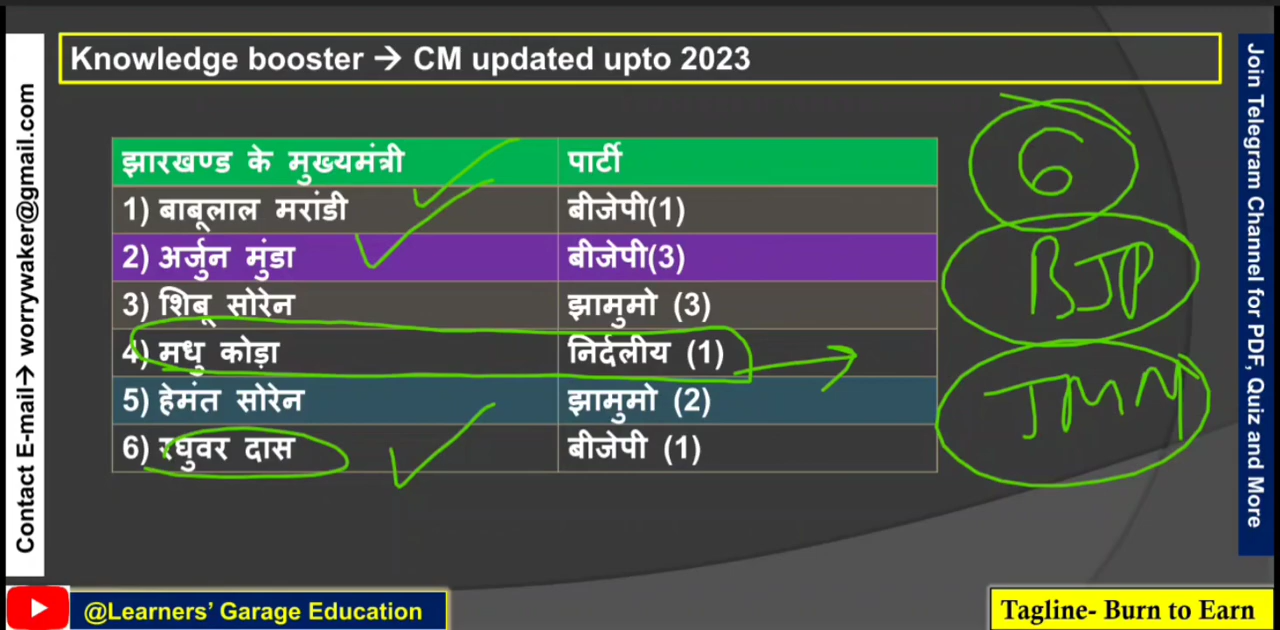 Knowledge booster → CM updated upto 2023
Contact E-mail→ worrywaker@gmail.com
झारखण्ड के मुख्यमंत्री पार्टी
1) बाबूलाल मरांडी बीजेपी(1)
2) अर्जुन मुंडा बीजेपी(3)
3) शिबू सोरेन झामुमो (3)
4) मधु कोड़ा निर्दलीय (1)
5) हेमंत सोरेन झामुमो (2)
6) रघुवर दास बीजेपी (1)
6
BJP
JMM
Join Telegram Channel for PDF, Quiz and More
@Learners’ Garage Education
Tagline- Burn to Earn